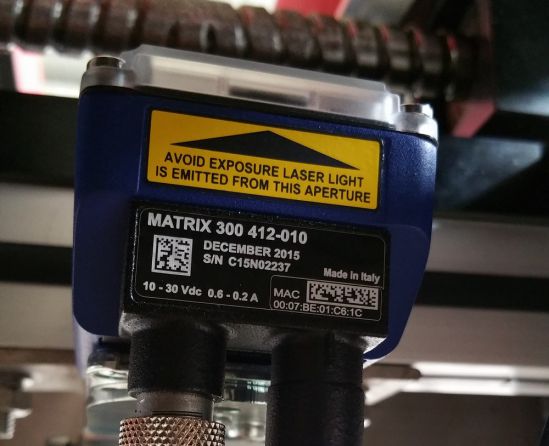 AVOID EXPOSURE LASER LIGHT
IS EMITTED FROM THIS APERTURE
MATRIX 300 412-010
DECEMBER 2015
S/N C15N02237
Made in Italy
10 - 30 Vdc 0.6 - 0.2 A
MAC
00:07:BE:01:C6:1C